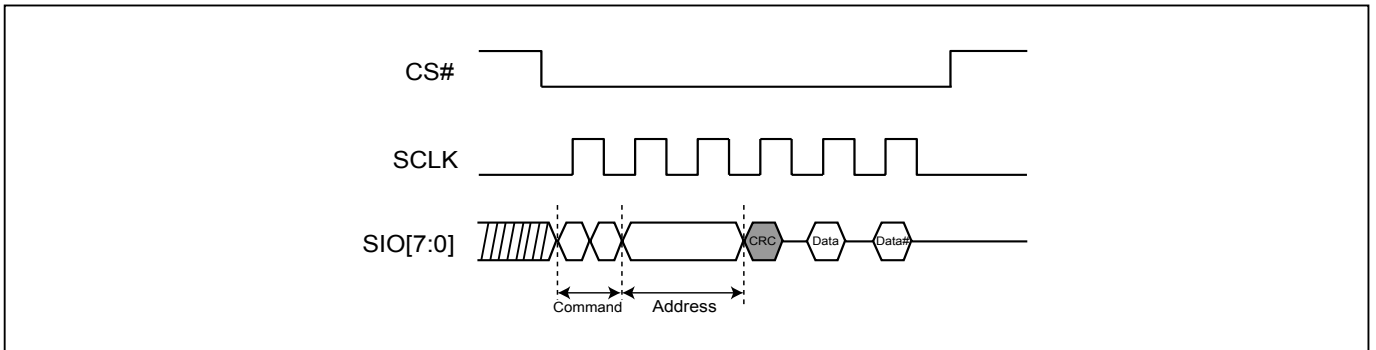 CS#
SCLK
SIO[7:0]
CRC Data Data#
Command Address